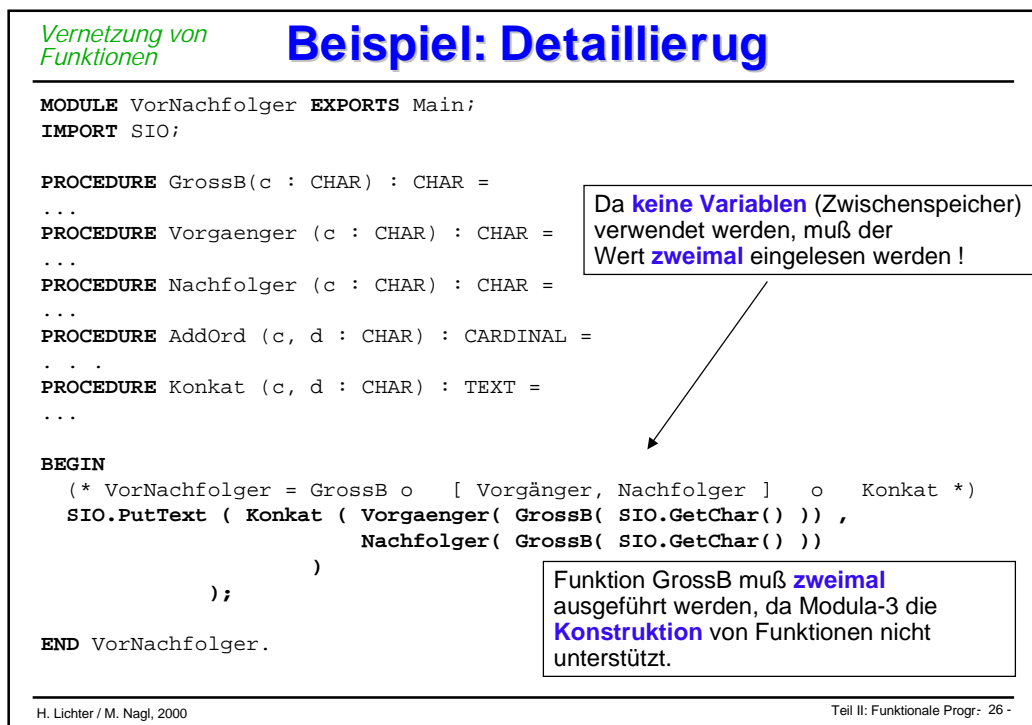 Vernetzung von
Funktionen
Beispiel: Detaillierug
MODULE VorNachfolger EXPORTS Main;
IMPORT SIO;
PROCEDURE GrossB(c : CHAR) : CHAR =
...
PROCEDURE Vorgaenger (c : CHAR) : CHAR =
...
PROCEDURE Nachfolger (c : CHAR) : CHAR =
...
PROCEDURE AddOrd (c, d : CHAR) : CARDINAL =
. . .
PROCEDURE Konkat (c, d : CHAR) : TEXT =
...
Da keine Variablen (Zwischenspeicher)
verwendet werden, muß der
Wert zweimal eingelesen werden !
BEGIN
(* VorNachfolger = GrossB o [ Vorgänger, Nachfolger ] o Konkat *)
SIO.PutText ( Konkat ( Vorgaenger( GrossB( SIO.GetChar() )) ,
Nachfolger( GrossB( SIO.GetChar() ))
)
);
END VorNachfolger.
Funktion GrossB muß zweimal
ausgeführt werden, da Modula-3 die
Konstruktion von Funktionen nicht
unterstützt.
H. Lichter / M. Nagl, 2000
Teil II: Funktionale Progr.- 26 -